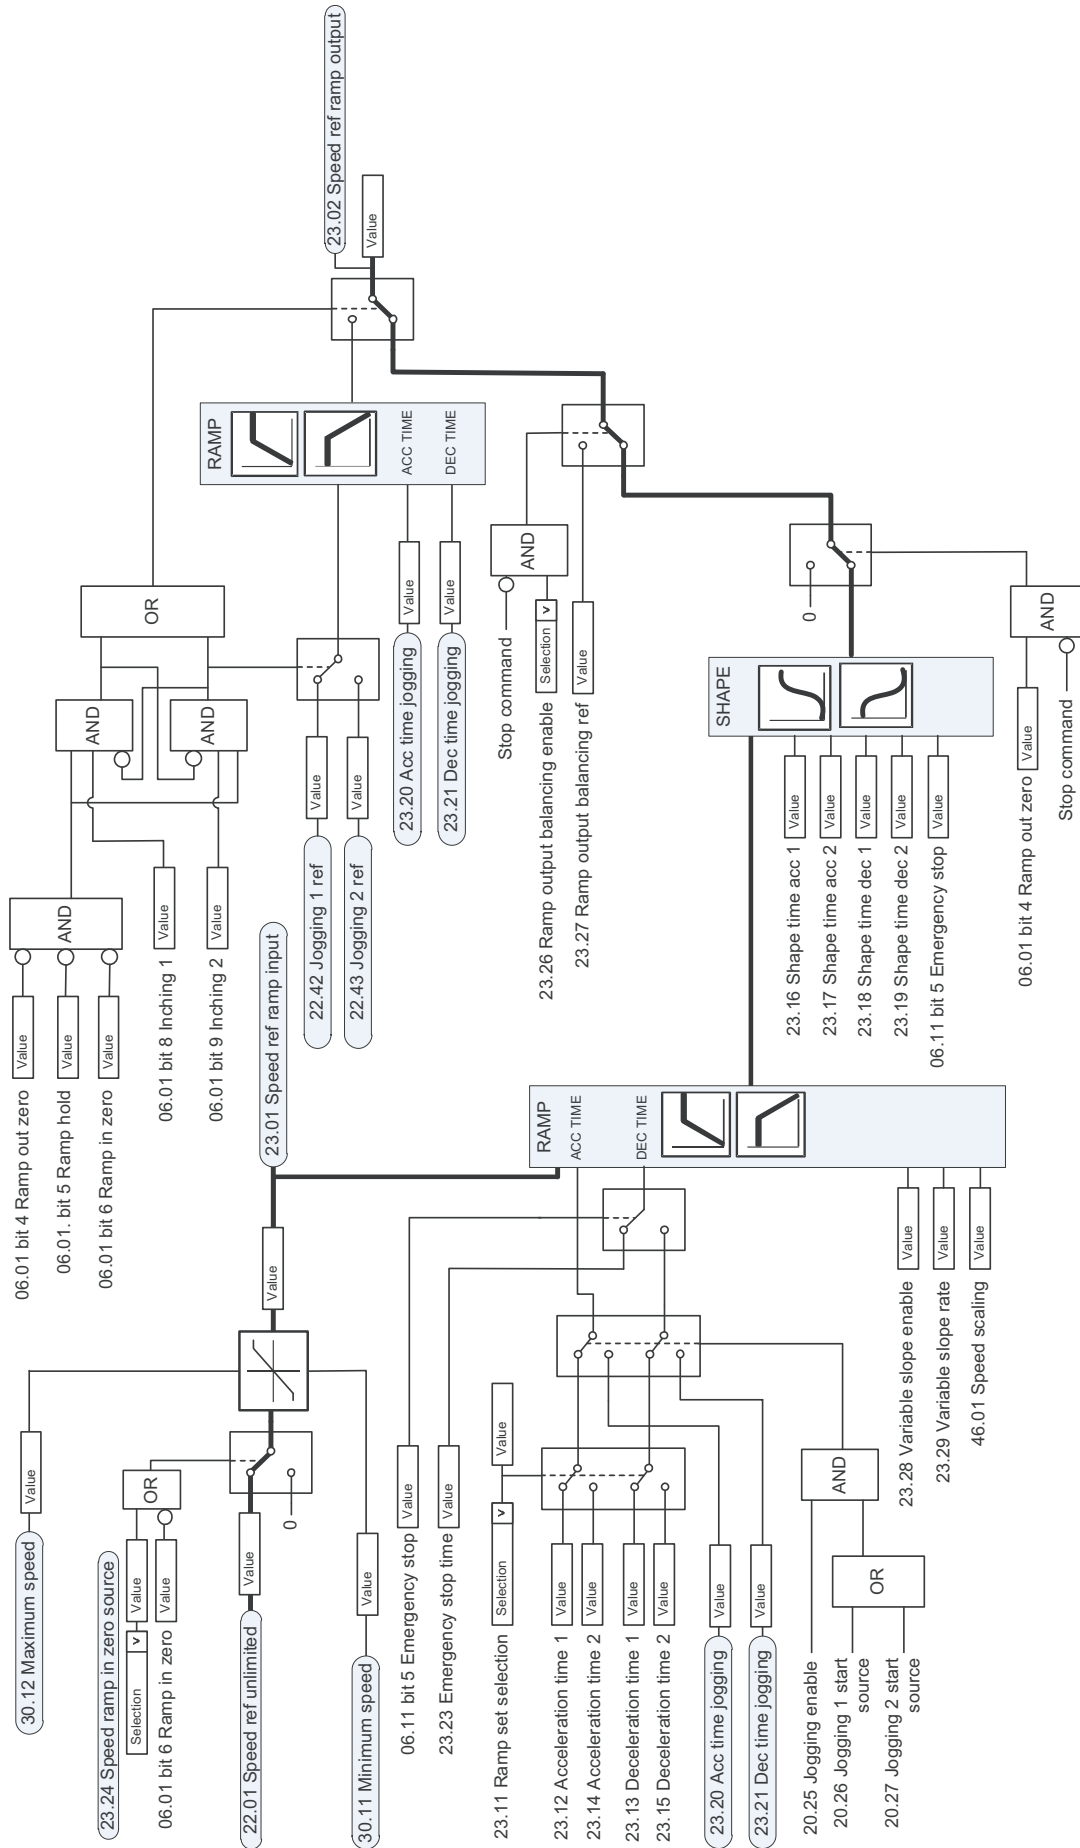 30.12 Maximum speed
Value
23.24 Speed ramp in zero source
Selection
v
Value
OR
06.01 bit 6 Ramp in zero
Value
22.01 Speed ref unlimited
Value
0
30.11 Minimum speed
Value
Value
23.01 Speed ref ramp input
06.11 bit 5 Emergency stop
Value
23.23 Emergency stop time
Value
23.11 Ramp set selection
Selection
v
Value
23.12 Acceleration time 1
Value
23.14 Acceleration time 2
Value
23.13 Deceleration time 1
Value
23.15 Deceleration time 2
Value
23.20 Acc time jogging
Value
23.21 Dec time jogging
Value
20.25 Jogging enable
20.26 Jogging 1 start
source
20.27 Jogging 2 start
source
OR
AND
23.28 Variable slope enable
Value
23.29 Variable slope rate
Value
46.01 Speed scaling
Value
RAMP
ACC TIME
DEC TIME
06.01 bit 4 Ramp out zero
Value
06.01. bit 5 Ramp hold
Value
06.01 bit 6 Ramp in zero
Value
AND
06.01 bit 8 Inching 1
Value
06.01 bit 9 Inching 2
Value
AND
AND
OR
22.42 Jogging 1 ref
Value
22.43 Jogging 2 ref
Value
23.20 Acc time jogging
Value
23.21 Dec time jogging
Value
RAMP
ACC TIME
DEC TIME
23.02 Speed ref ramp output
Value
Stop command
AND
23.26 Ramp output balancing enable
Selection
v
23.27 Ramp output balancing ref
Value
0
SHAPE
23.16 Shape time acc 1
Value
23.17 Shape time acc 2
Value
23.18 Shape time dec 1
Value
23.19 Shape time dec 2
Value
06.11 bit 5 Emergency stop
Value
06.01 bit 4 Ramp out zero
Value
AND
Stop command